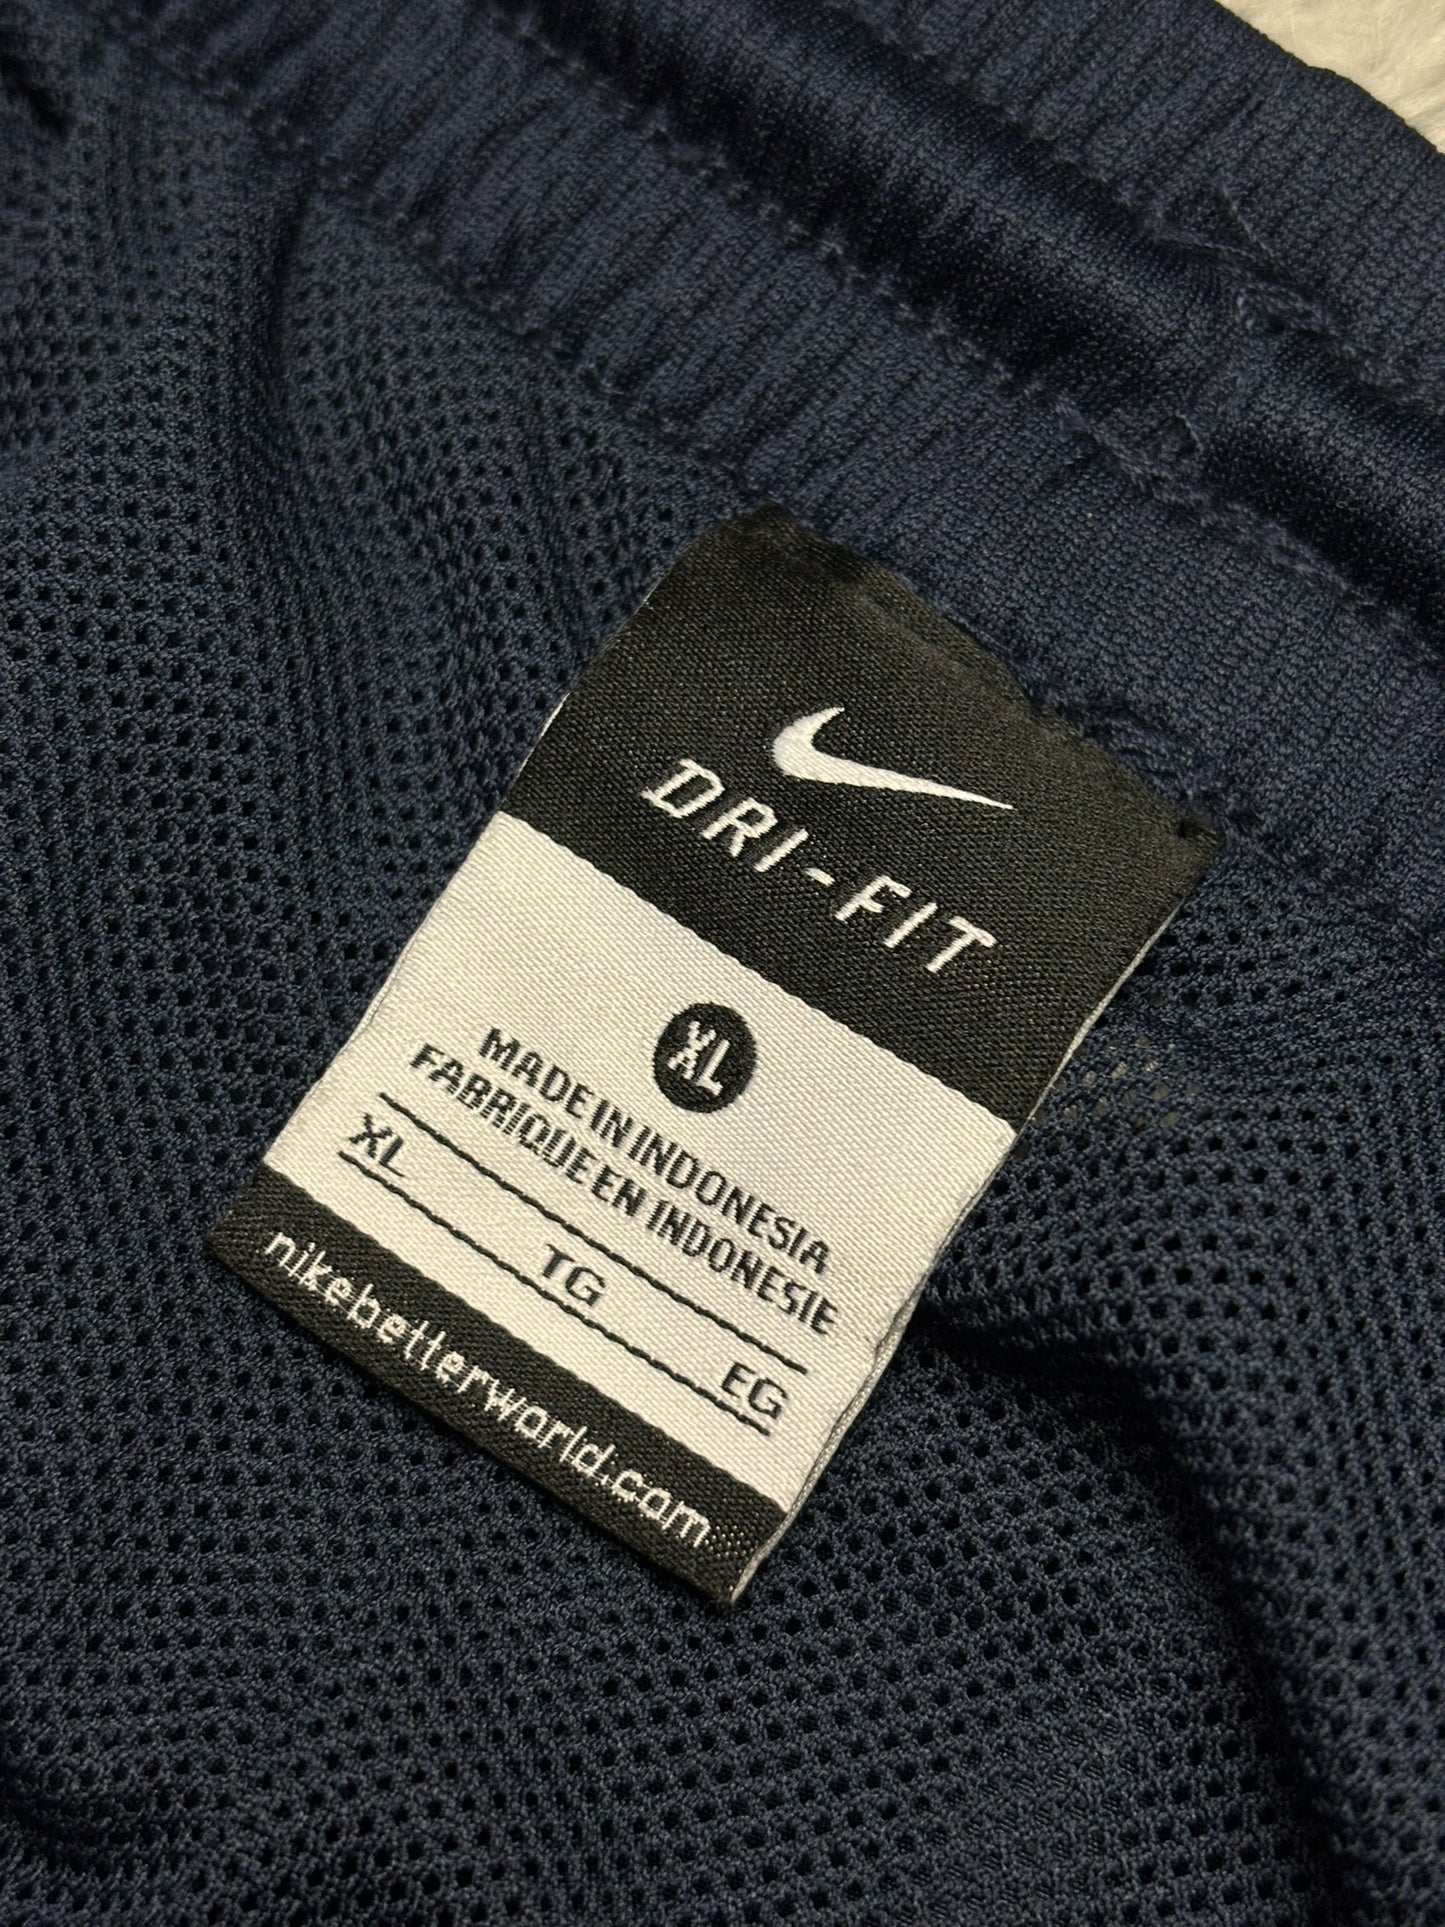 DRI-FIT
XL
MADE IN INDONESIA
FABRIQUE EN INDONESIE
XL TG EG
nikebetterworld.com